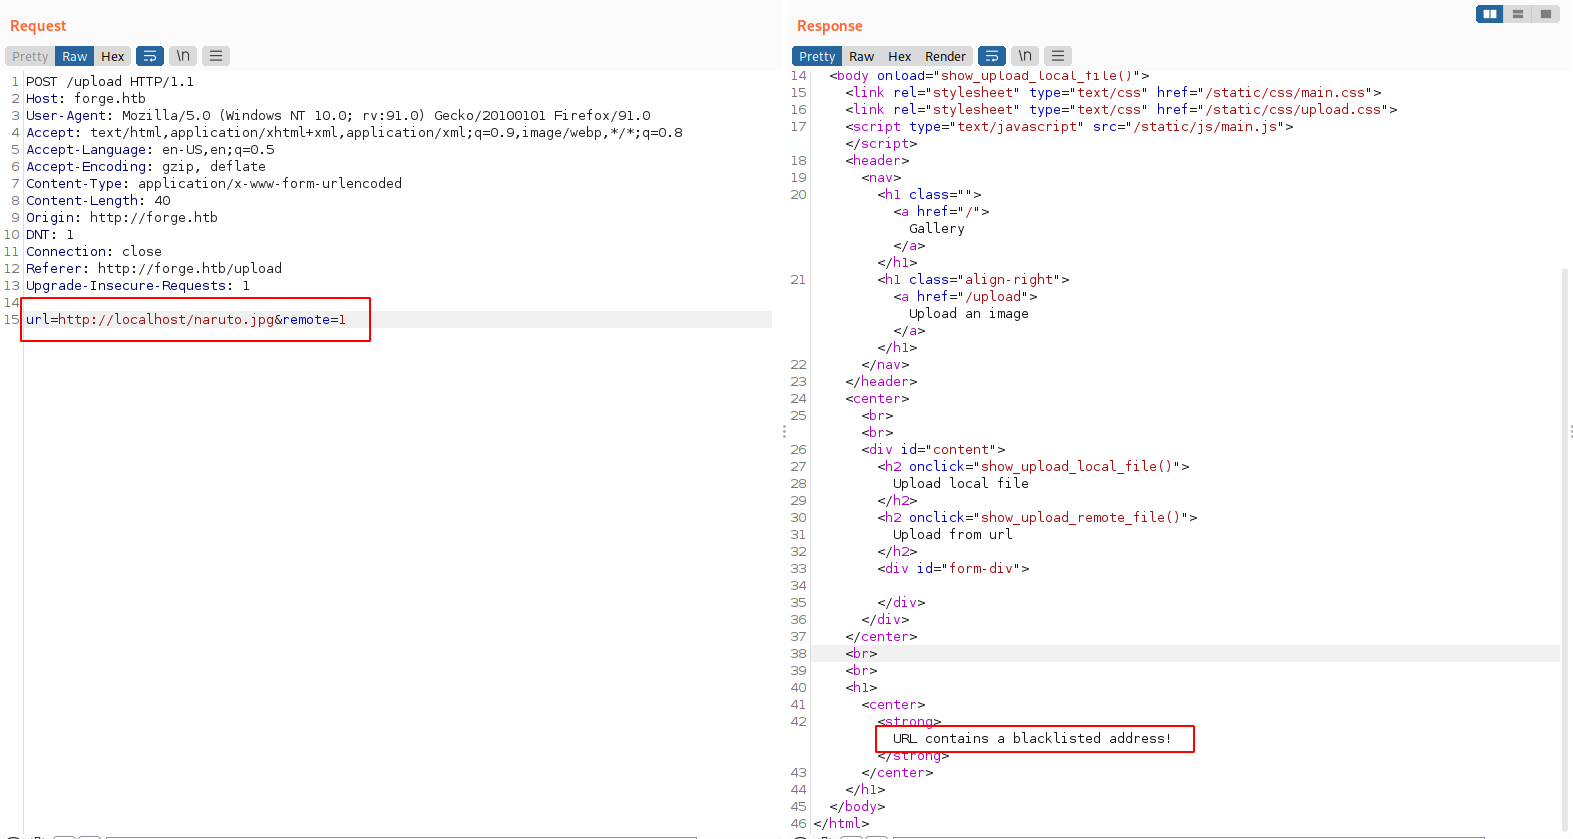 Request
Pretty Raw Hex \n
1 POST /upload HTTP/1.1
2 Host: forge.htb
3 User-Agent: Mozilla/5.0 (Windows NT 10.0; rv:91.0) Gecko/20100101 Firefox/91.0
4 Accept: text/html,application/xhtml+xml,application/xml;q=0.9,image/webp,*/*;q=0.8
5 Accept-Language: en-US,en;q=0.5
6 Accept-Encoding: gzip, deflate
7 Content-Type: application/x-www-form-urlencoded
8 Content-Length: 40
9 Origin: http://forge.htb
10 DNT: 1
11 Connection: close
12 Referer: http://forge.htb/upload
13 Upgrade-Insecure-Requests: 1
14
15 url=http://localhost/naruto.jpg&remote=1
Response
Pretty Raw Hex Render \n
14 <body onload="show_upload_local_file()">
15 <link rel="stylesheet" type="text/css" href="/static/css/main.css">
16 <link rel="stylesheet" type="text/css" href="/static/css/upload.css">
17 <script type="text/javascript" src="/static/js/main.js">
</script>
18 <header>
19 <nav>
20 <h1 class="">
<a href="/">
Gallery
</a>
</h1>
21 <h1 class="align-right">
<a href="/upload">
Upload an image
</a>
</h1>
22 </nav>
23 </header>
24 <center>
25 <br>
<br>
26 <div id="content">
27 <h2 onclick="show_upload_local_file()">
28 Upload local file
29 </h2>
30 <h2 onclick="show_upload_remote_file()">
31 Upload from url
32 </h2>
33 <div id="form-div">
34
35 </div>
36 </div>
37 </center>
38 <br>
39 <br>
40 <h1>
41 <center>
42 <strong>
URL contains a blacklisted address!
</strong>
43 </center>
44 </h1>
45 </body>
46 </html>